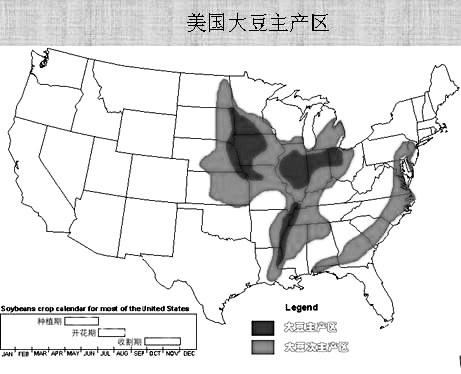 美国大豆主产区
Soybeans crop calendar for most of the United States
种植期
开花期
收割期
JAN FEB MAR APR MAY JUN JUL AUG SEP OCT NOV DEC
Legend
大豆主产区
大豆次主产区